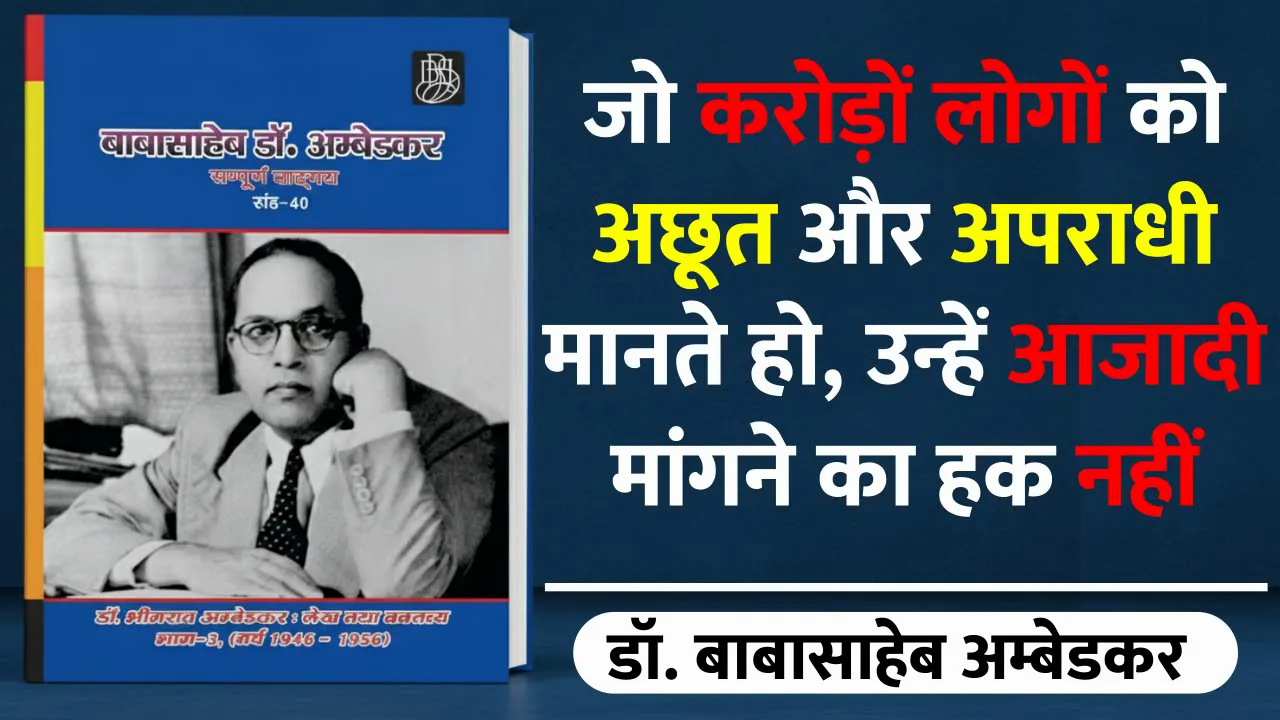 बाबासाहेब डॉ. अम्बेडकर
सम्पूर्ण वाङ्मय
खंड-40
डॉ. भीमराव अम्बेडकर : लेख तथा वक्तव्य
भाग-3, (वर्ष 1946 - 1956)
जो करोड़ों लोगों को
अछूत और अपराधी
मानते हो, उन्हें आजादी
मांगने का हक नहीं
डॉ. बाबासाहेब अम्बेडकर